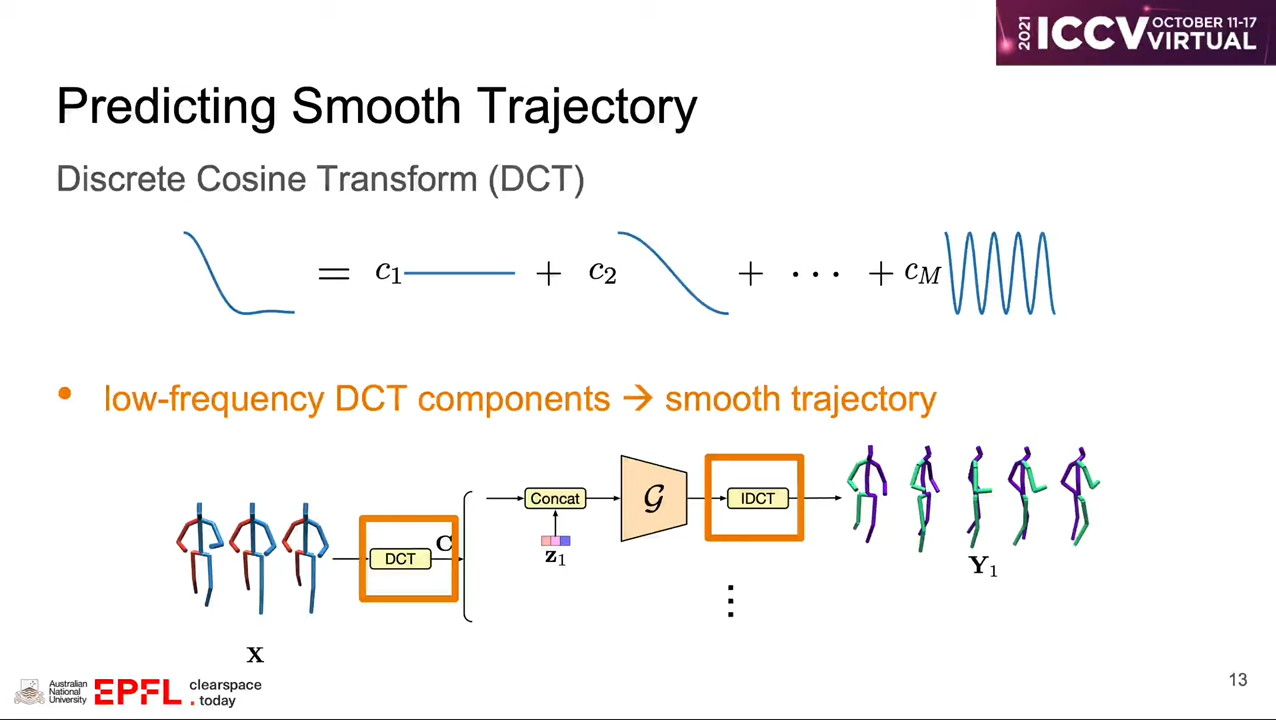 2021 ICCV OCTOBER 11-17 VIRTUAL
Predicting Smooth Trajectory
Discrete Cosine Transform (DCT)
= c₁ + c₂ + ··· + c_M
• low-frequency DCT components → smooth trajectory
Concat
𝒢
IDCT
DCT
C
z₁
Y₁
⋮
X
Australian National University
EPFL
clearspace
. today
13